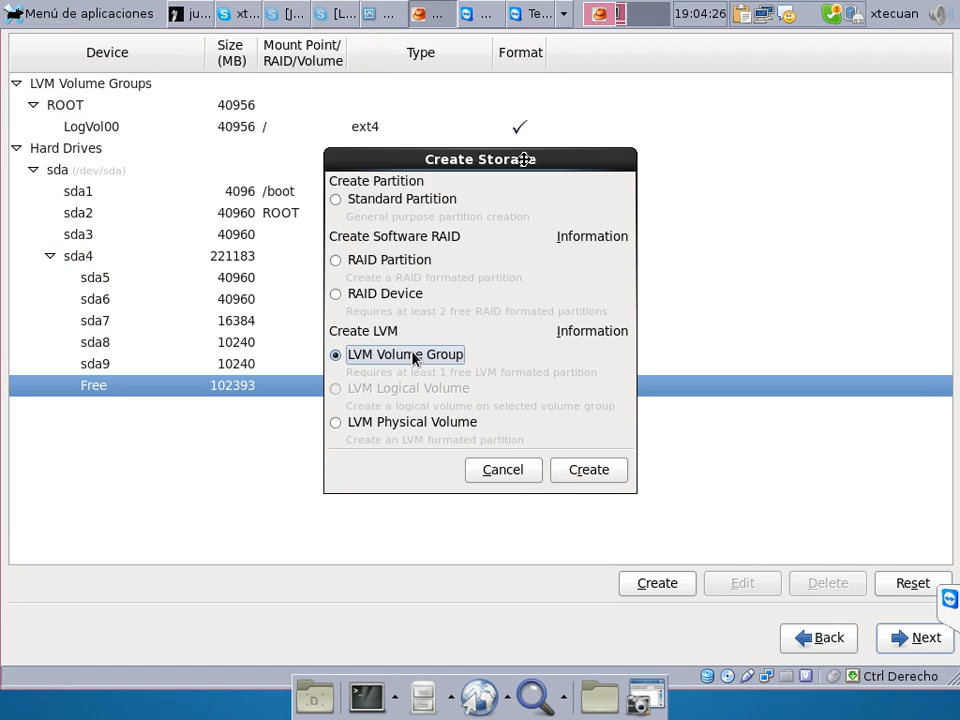 Menú de aplicaciones
ju...
xt...
[J...
[L...
...
...
...
Te...
19:04:26
xtecuan
Device
Size (MB)
Mount Point/ RAID/Volume
Type
Format
LVM Volume Groups
ROOT 40956
LogVol00 40956 / ext4 ✓
Hard Drives
sda (/dev/sda)
sda1 4096 /boot
sda2 40960 ROOT
sda3 40960
sda4 221183
sda5 40960
sda6 40960
sda7 16384
sda8 10240
sda9 10240
Free 102393
Create Storage
Create Partition
Standard Partition
General purpose partition creation
Create Software RAID Information
RAID Partition
Create a RAID formated partition
RAID Device
Requires at least 2 free RAID formated partitions
Create LVM Information
LVM Volume Group
Requires at least 1 free LVM formated partition
LVM Logical Volume
Create a logical volume on selected volume group
LVM Physical Volume
Create an LVM formated partition
Cancel Create
Create Edit Delete Reset
Back Next
Ctrl Derecho